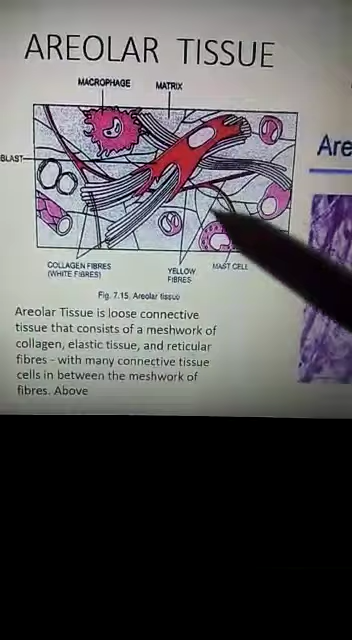 AREOLAR TISSUE
MACROPHAGE
MATRIX
BLAST
Are
COLLAGEN FIBRES
(WHITE FIBRES)
YELLOW
FIBRES
MAST CELL
Fig. 7.15. Areolar tissue
Areolar Tissue is loose connective
tissue that consists of a meshwork of
collagen, elastic tissue, and reticular
fibres - with many connective tissue
cells in between the meshwork of
fibres. Above